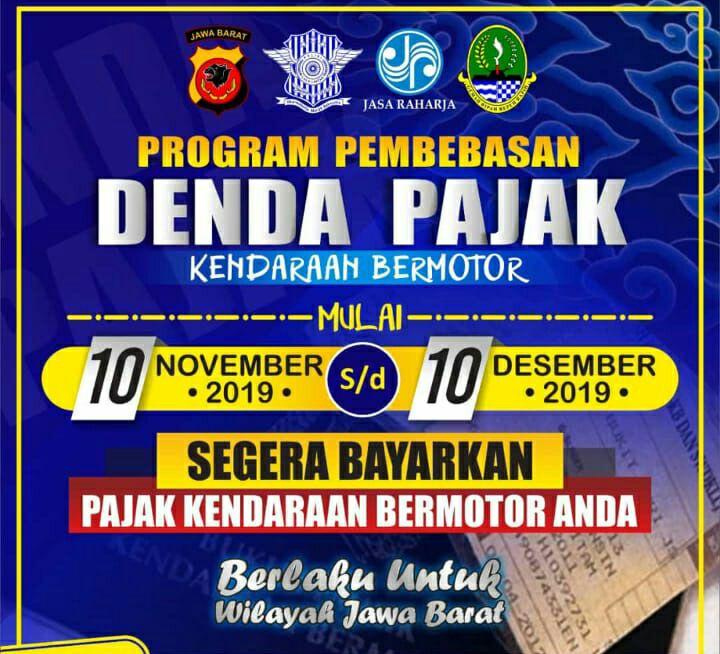 JAWA BARAT
JASA RAHARJA
PROGRAM PEMBEBASAN
DENDA PAJAK
KENDARAAN BERMOTOR
MULAI
10 NOVEMBER • 2019 • S/d 10 DESEMBER • 2019 •
SEGERA BAYARKAN
PAJAK KENDARAAN BERMOTOR ANDA
Berlaku Untuk
Wilayah Jawa Barat